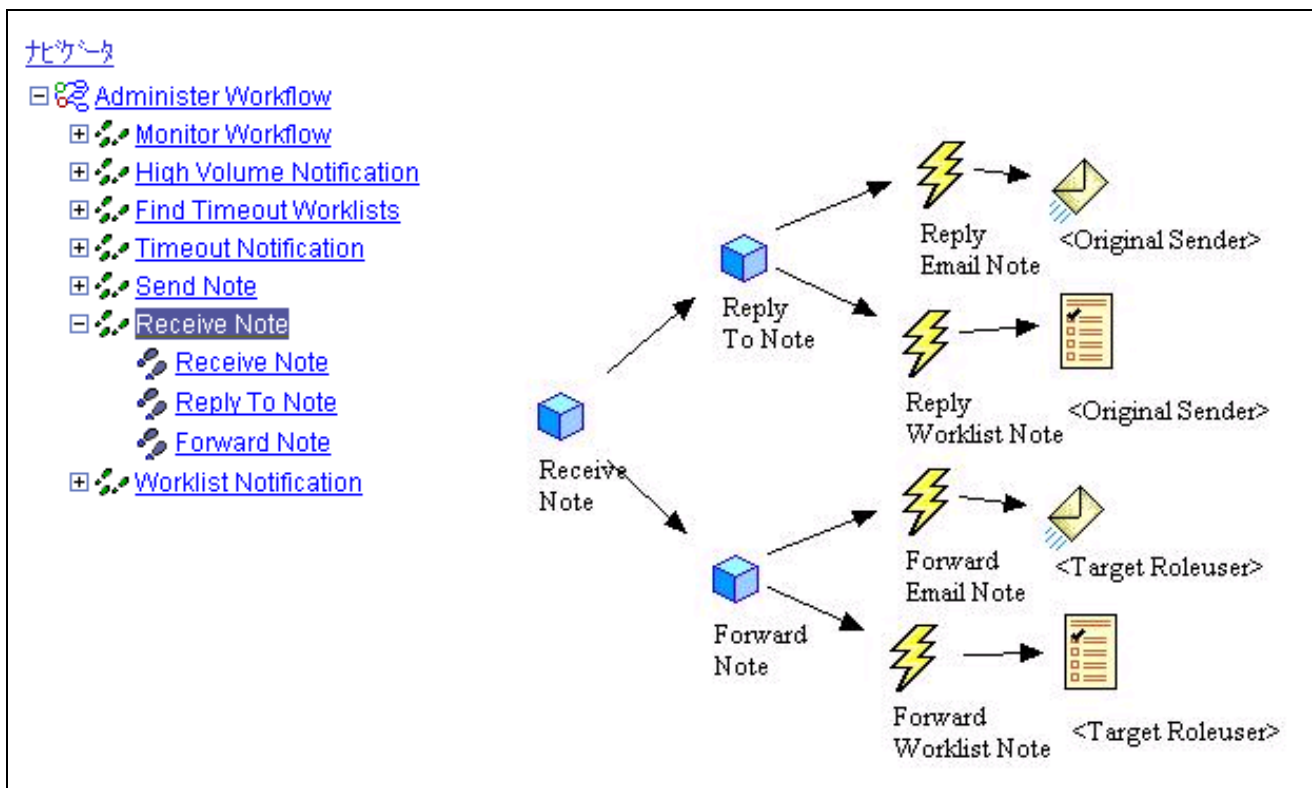 ﾅﾋﾞｹﾞｰﾀ
Administer Workflow
Monitor Workflow
High Volume Notification
Find Timeout Worklists
Timeout Notification
Send Note
Receive Note
Receive Note
Reply To Note
Forward Note
Worklist Notification
Receive
Note
Reply
To Note
Reply
Email Note
<Original Sender>
Reply
Worklist Note
<Original Sender>
Forward
Note
Forward
Email Note
<Target Roleuser>
Forward
Worklist Note
<Target Roleuser>